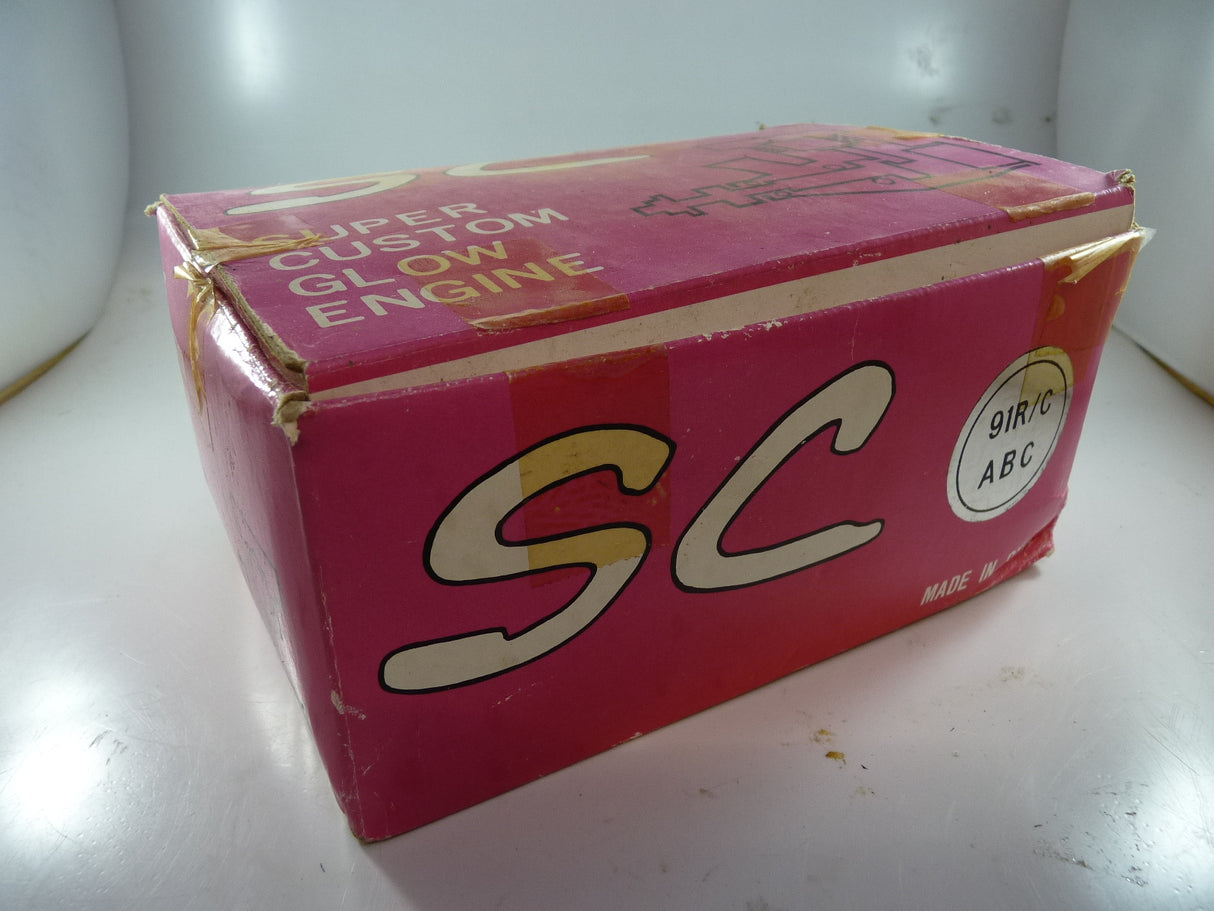 SC
SUPER
CUSTOM
GLOW
ENGINE
SC
91R/C
ABC
MADE IN